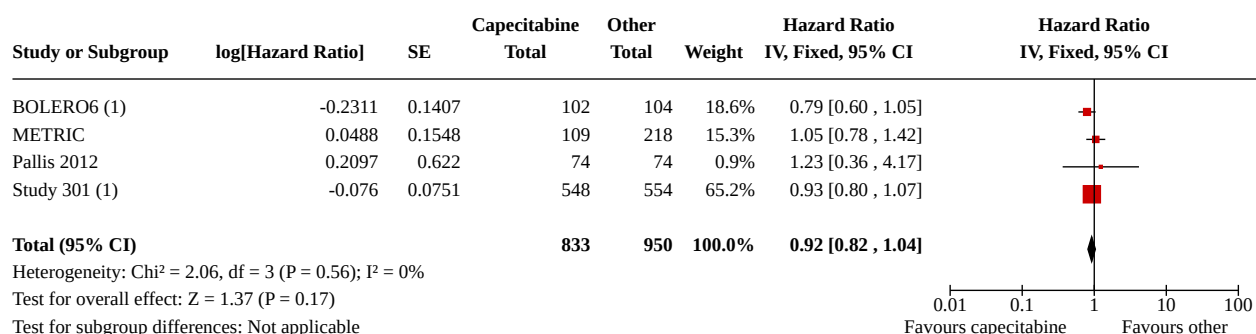 Capecitabine Other Hazard Ratio Hazard Ratio
Study or Subgroup log[Hazard Ratio] SE Total Total Weight IV, Fixed, 95% CI IV, Fixed, 95% CI
BOLERO6 (1) -0.2311 0.1407 102 104 18.6% 0.79 [0.60 , 1.05]
METRIC 0.0488 0.1548 109 218 15.3% 1.05 [0.78 , 1.42]
Pallis 2012 0.2097 0.622 74 74 0.9% 1.23 [0.36 , 4.17]
Study 301 (1) -0.076 0.0751 548 554 65.2% 0.93 [0.80 , 1.07]
Total (95% CI) 833 950 100.0% 0.92 [0.82 , 1.04]
Heterogeneity: Chi² = 2.06, df = 3 (P = 0.56); I² = 0%
Test for overall effect: Z = 1.37 (P = 0.17)
0.01 0.1 1 10 100
Test for subgroup differences: Not applicable
Favours capecitabine Favours other